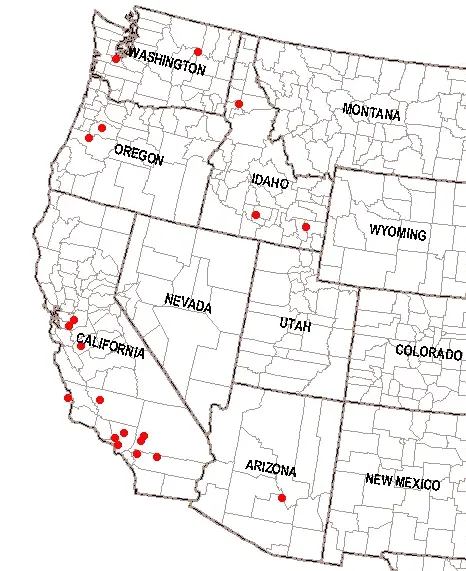 WASHINGTON
MONTANA
OREGON
IDAHO
WYOMING
NEVADA
UTAH
CALIFORNIA
COLORADO
ARIZONA
NEW MEXICO